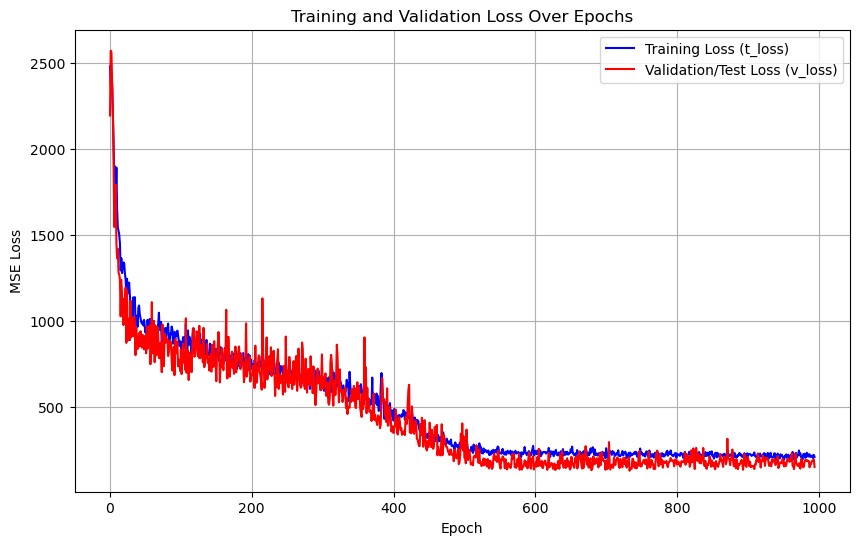 Training and Validation Loss Over Epochs
Training Loss (t_loss)
Validation/Test Loss (v_loss)
MSE Loss
2500
2000
1500
1000
500
0
200
400
600
800
1000
Epoch